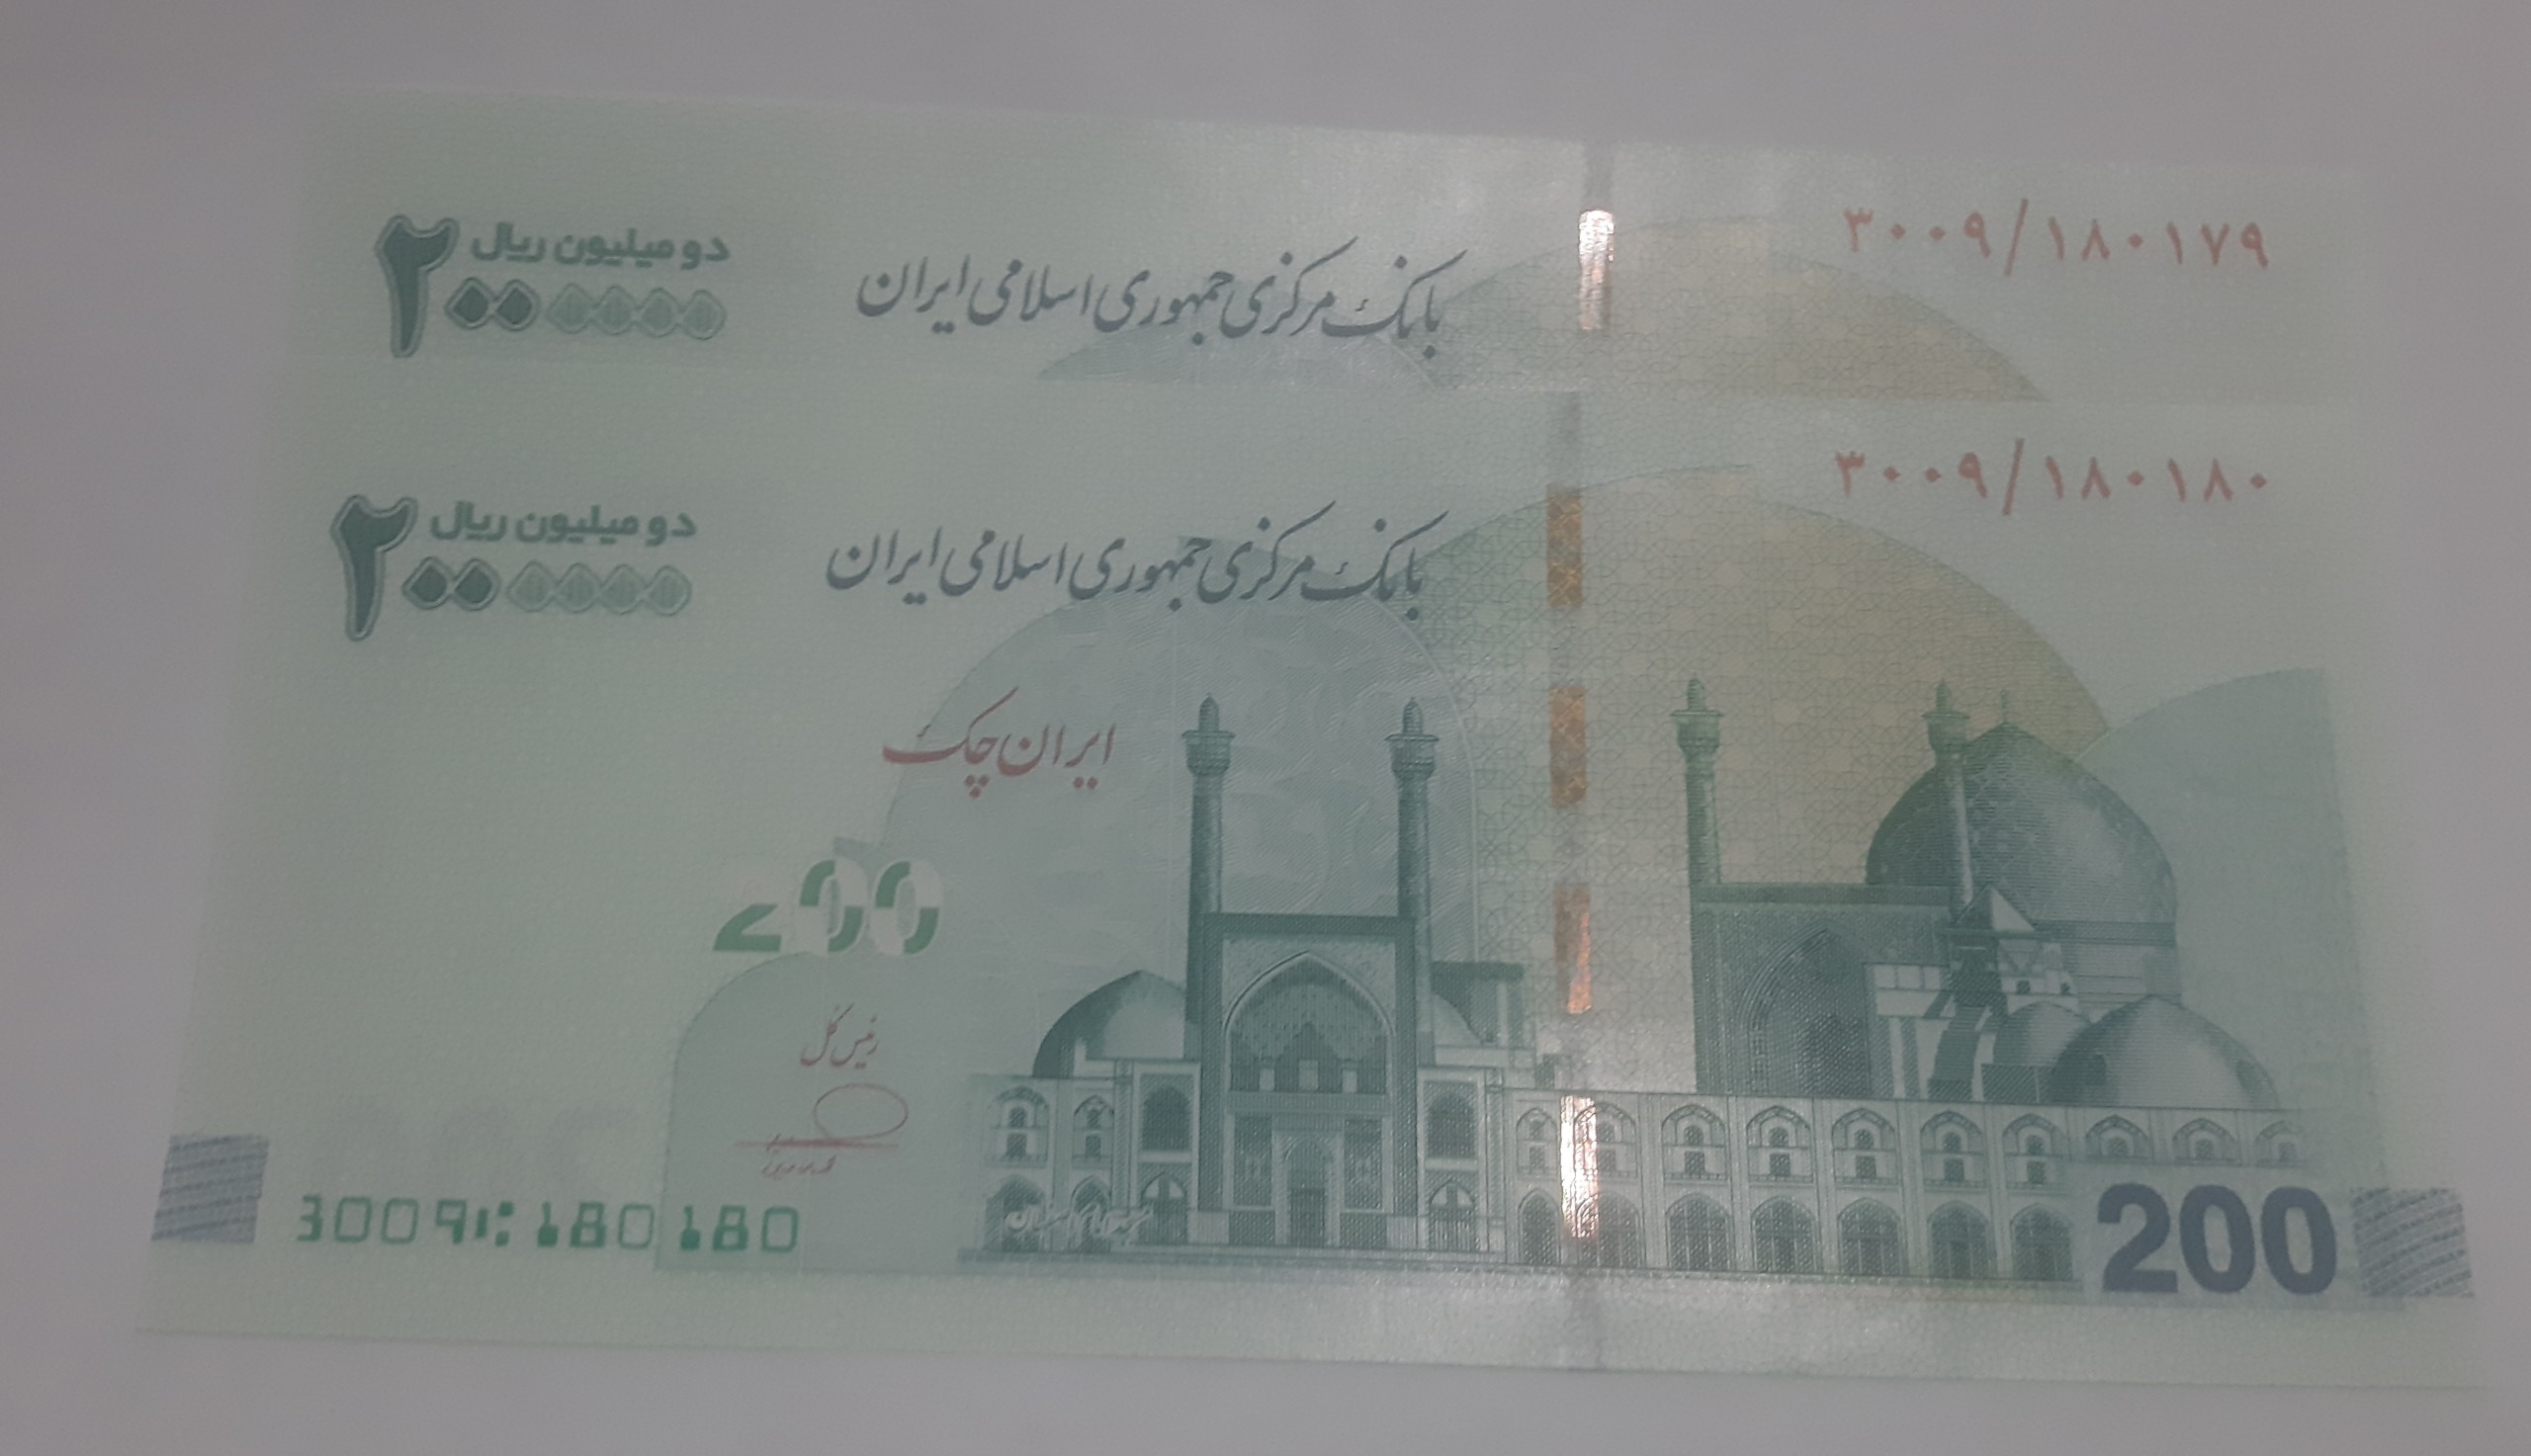 ۳۰۰۹/۱۸۰۱۷۹
دو میلیون ریال
۲۰۰۰۰۰۰
بانک مرکزی جمهوری اسلامی ایران
۳۰۰۹/۱۸۰۱۸۰
دو میلیون ریال
۲۰۰۰۰۰۰
بانک مرکزی جمهوری اسلامی ایران
ایران چک
200
رئیس کل
3009 180180
200